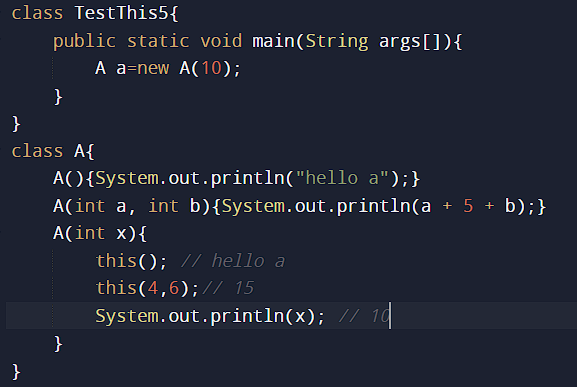 class TestThis5{
    public static void main(String args[]){
        A a=new A(10);
    }
}
class A{
    A(){System.out.println("hello a");}
    A(int a, int b){System.out.println(a + 5 + b);}
    A(int x){
        this(); // hello a
        this(4,6);// 15
        System.out.println(x); // 10
    }
}